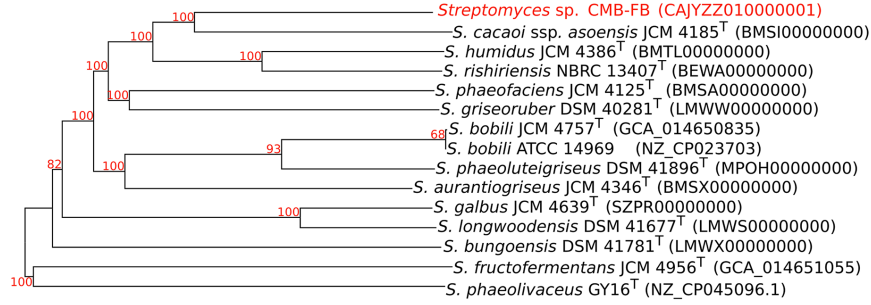 100 Streptomyces sp. CMB-FB (CAJYZZ010000001)
S. cacaoi ssp. asoensis JCM 4185T (BMSI00000000)
100
S. humidus JCM 4386T (BMTL00000000)
100
100
S. rishiriensis NBRC 13407T (BEWA00000000)
S. phaeofaciens JCM 4125T (BMSA00000000)
100
S. griseoruber DSM 40281T (LMWW00000000)
100
S. bobili JCM 4757T (GCA_014650835)
68
S. bobili ATCC 14969 (NZ_CP023703)
93
82
100
S. phaeoluteigriseus DSM 41896T (MPOH00000000)
S. aurantiogriseus JCM 4346T (BMSX00000000)
S. galbus JCM 4639T (SZPR00000000)
100
S. longwoodensis DSM 41677T (LMWS00000000)
S. bungoensis DSM 41781T (LMWX00000000)
S. fructofermentans JCM 4956T (GCA_014651055)
100
S. phaeolivaceus GY16T (NZ_CP045096.1)